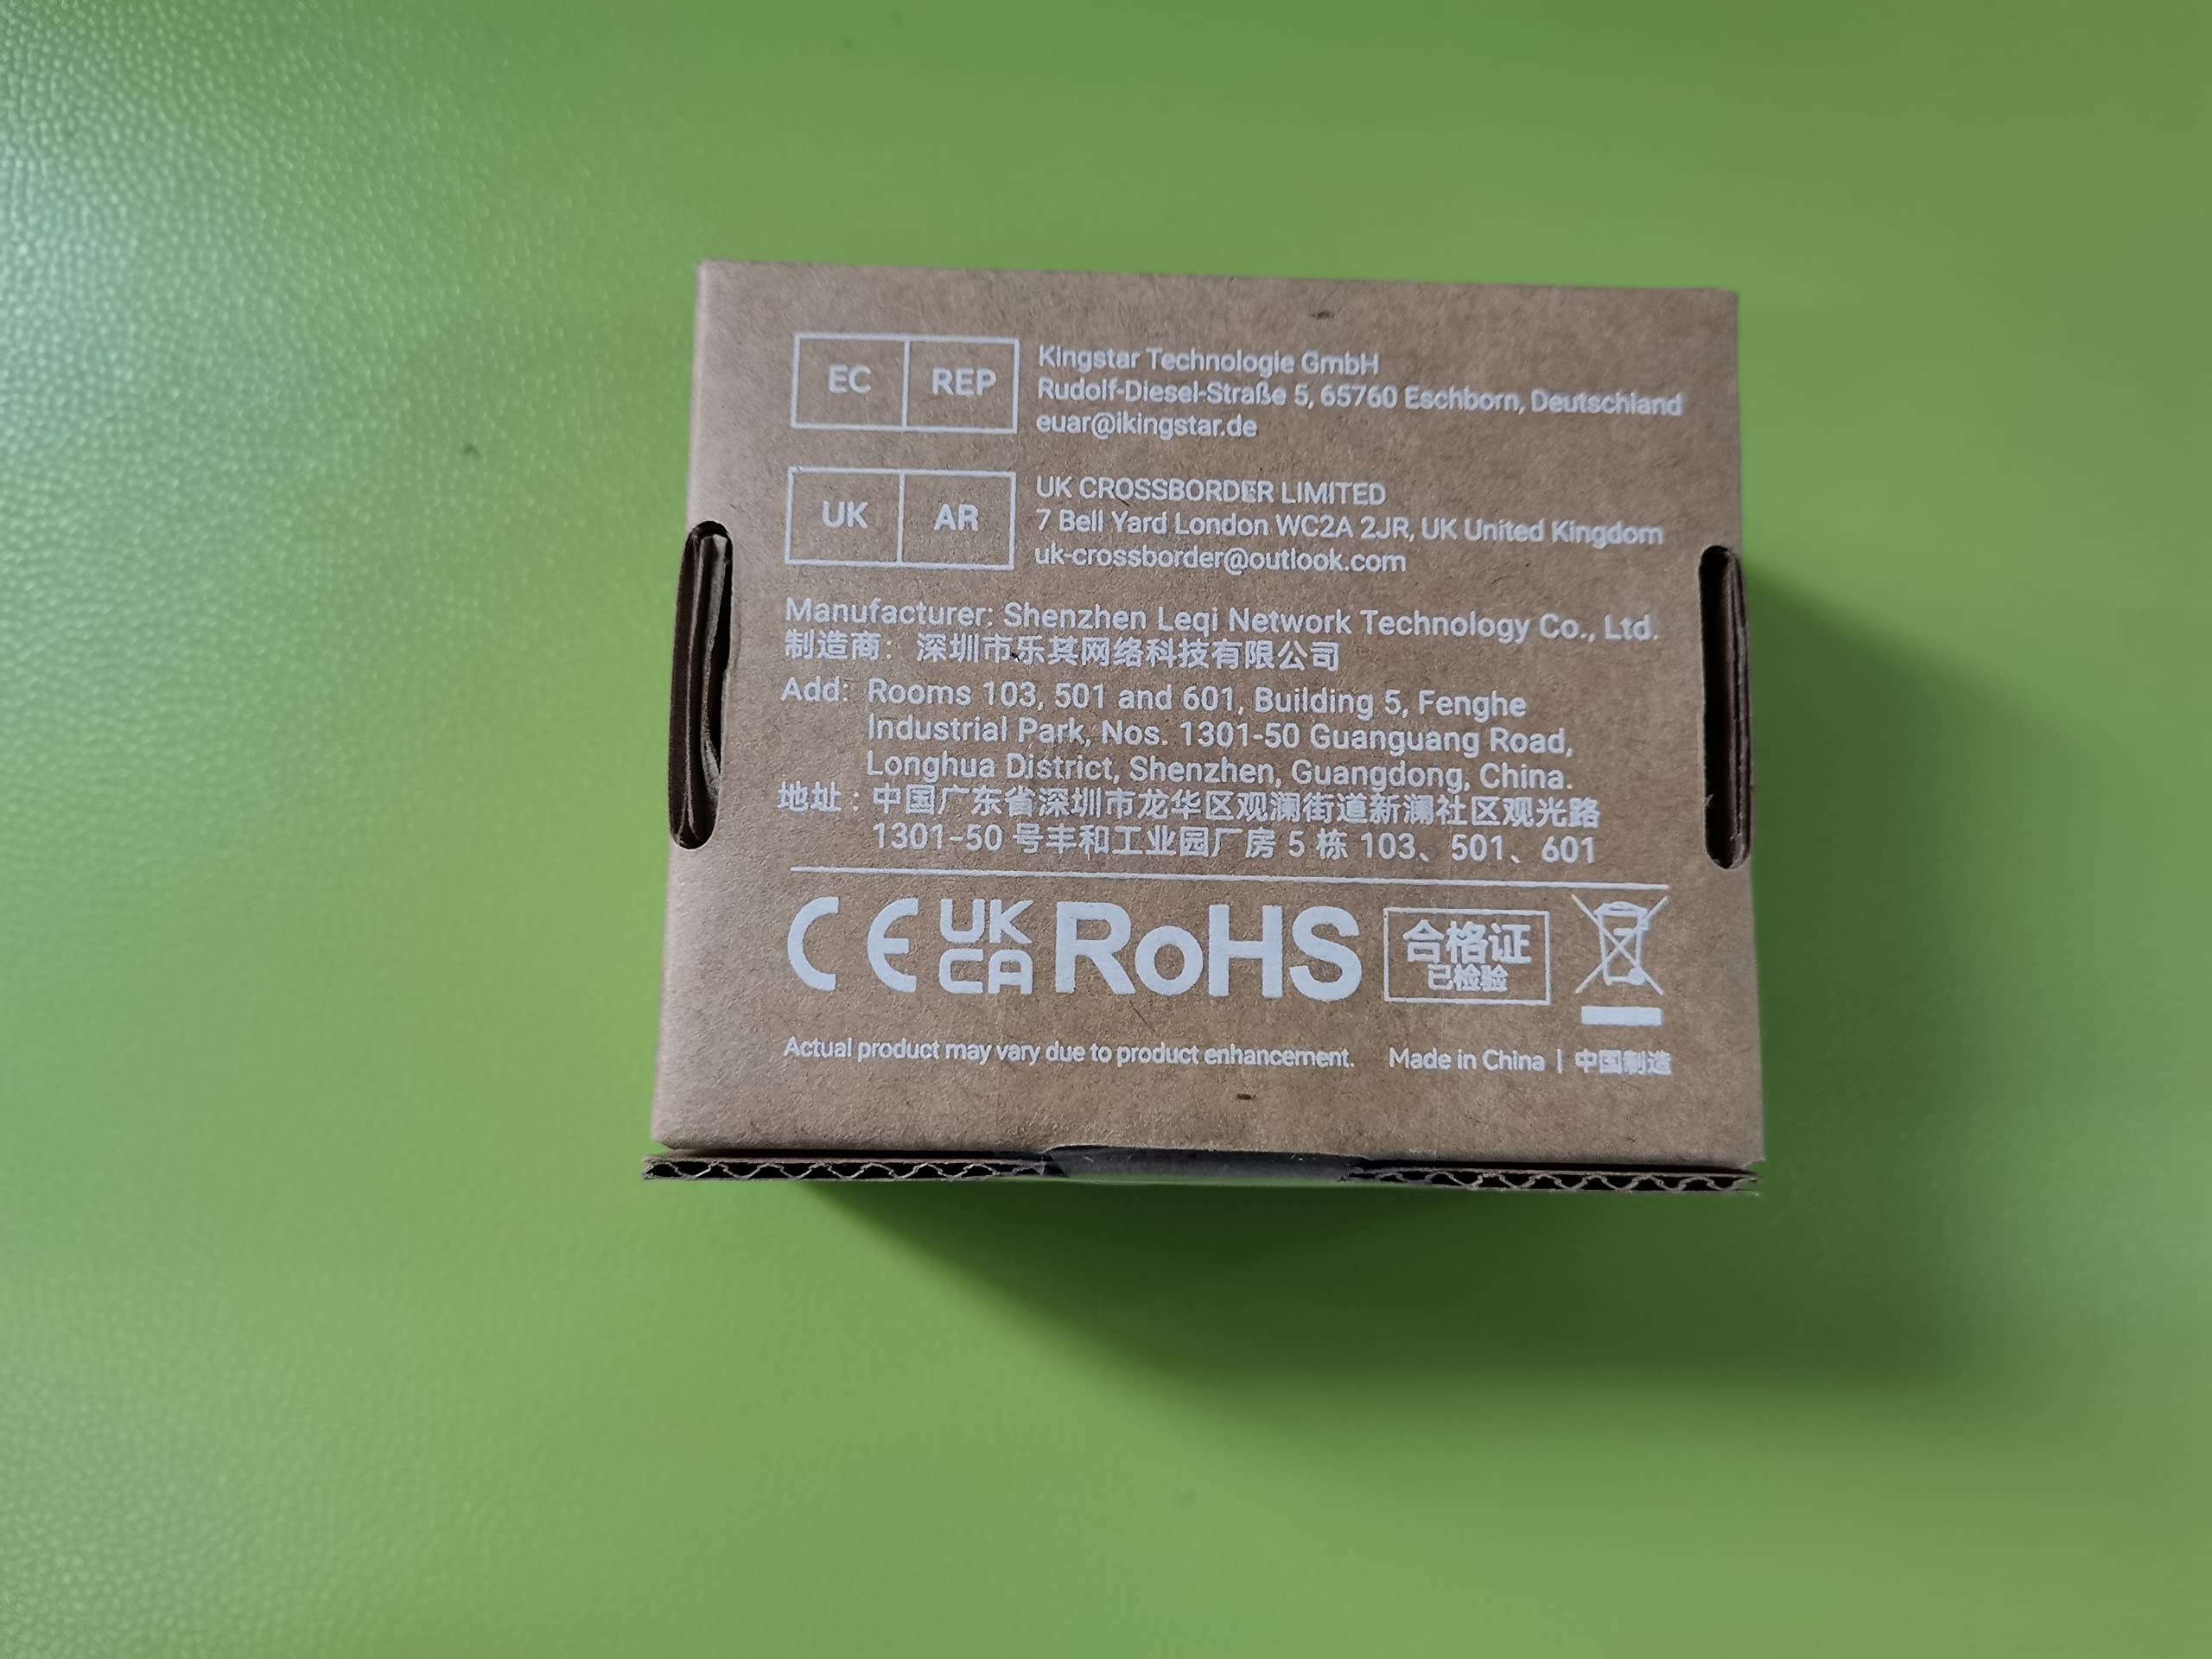 EC REP
Kingstar Technologie GmbH
Rudolf-Diesel-Straße 5, 65760 Eschborn, Deutschland
euar@ikingstar.de
UK AR
UK CROSSBORDER LIMITED
7 Bell Yard London WC2A 2JR, UK United Kingdom
uk-crossborder@outlook.com
Manufacturer: Shenzhen Leqi Network Technology Co., Ltd.
制造商：深圳市乐其网络科技有限公司
Add: Rooms 103, 501 and 601, Building 5, Fenghe
Industrial Park, Nos. 1301-50 Guanguang Road,
Longhua District, Shenzhen, Guangdong, China.
地址：中国广东省深圳市龙华区观澜街道新澜社区观光路
1301-50 号丰和工业园厂房 5 栋 103、501、601
CE UK CA RoHS 合格证
已检验
Actual product may vary due to product enhancement. Made in China | 中国制造